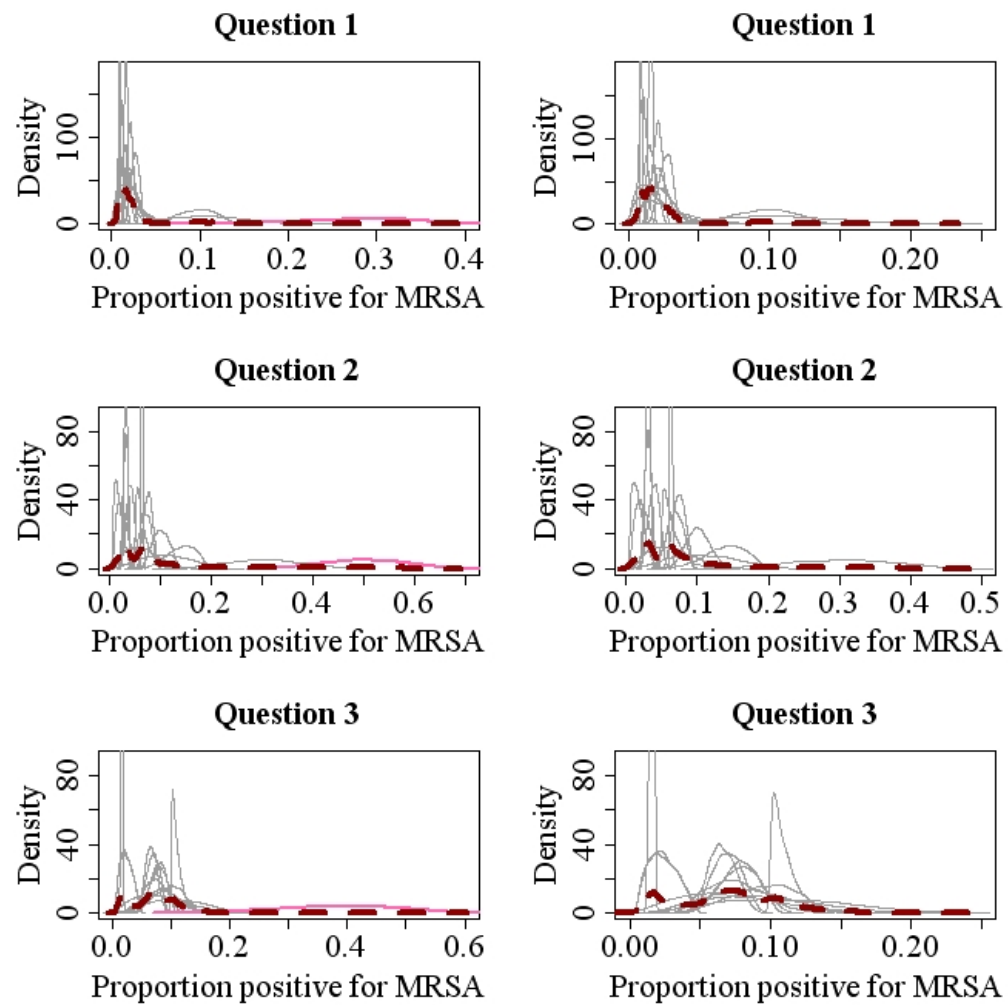 Question 1
Density
0 100
0.0 0.1 0.2 0.3 0.4
Proportion positive for MRSA
Question 1
Density
0 100
0.00 0.10 0.20
Proportion positive for MRSA
Question 2
Density
0 40 80
0.0 0.2 0.4 0.6
Proportion positive for MRSA
Question 2
Density
0 40 80
0.0 0.1 0.2 0.3 0.4 0.5
Proportion positive for MRSA
Question 3
Density
0 40 80
0.0 0.2 0.4 0.6
Proportion positive for MRSA
Question 3
Density
0 40 80
0.00 0.10 0.20
Proportion positive for MRSA